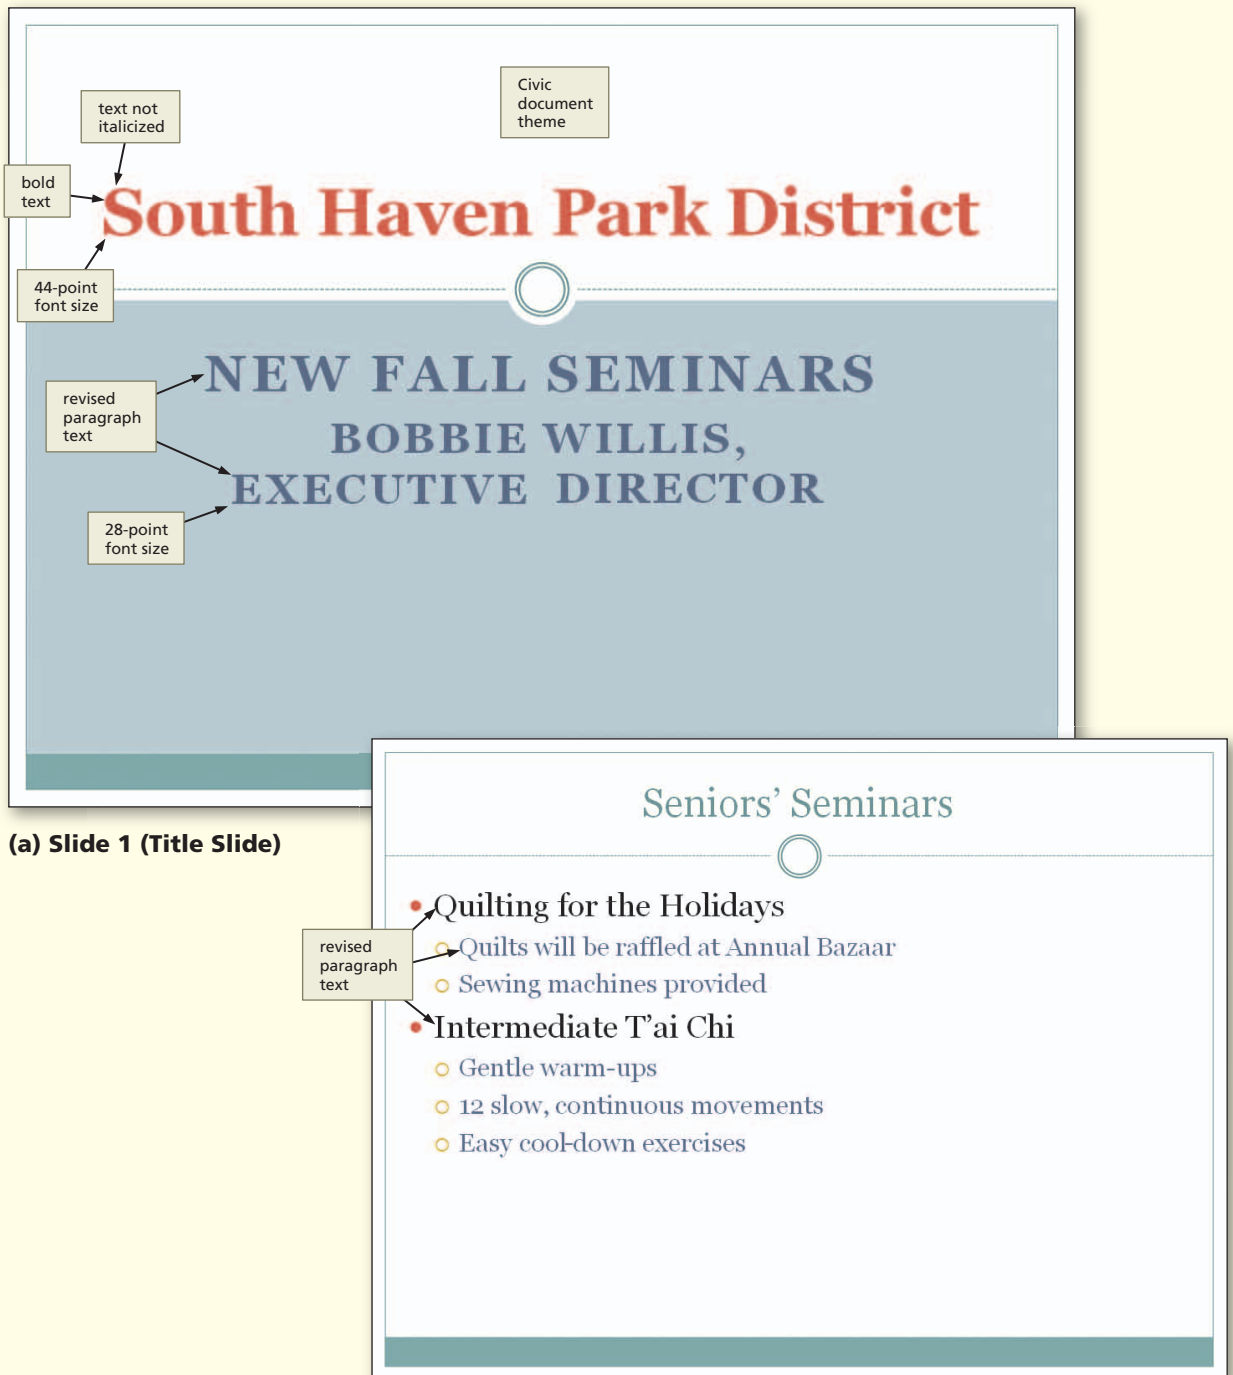 Civic
document
theme
text not
italicized
bold
text
South Haven Park District
44-point
font size
NEW FALL SEMINARS
revised
paragraph
text
BOBBIE WILLIS,
EXECUTIVE DIRECTOR
28-point
font size
(a) Slide 1 (Title Slide)
Seniors’ Seminars
• Quilting for the Holidays
revised
paragraph
text
Quilts will be raffled at Annual Bazaar
Sewing machines provided
• Intermediate T’ai Chi
Gentle warm-ups
12 slow, continuous movements
Easy cool-down exercises